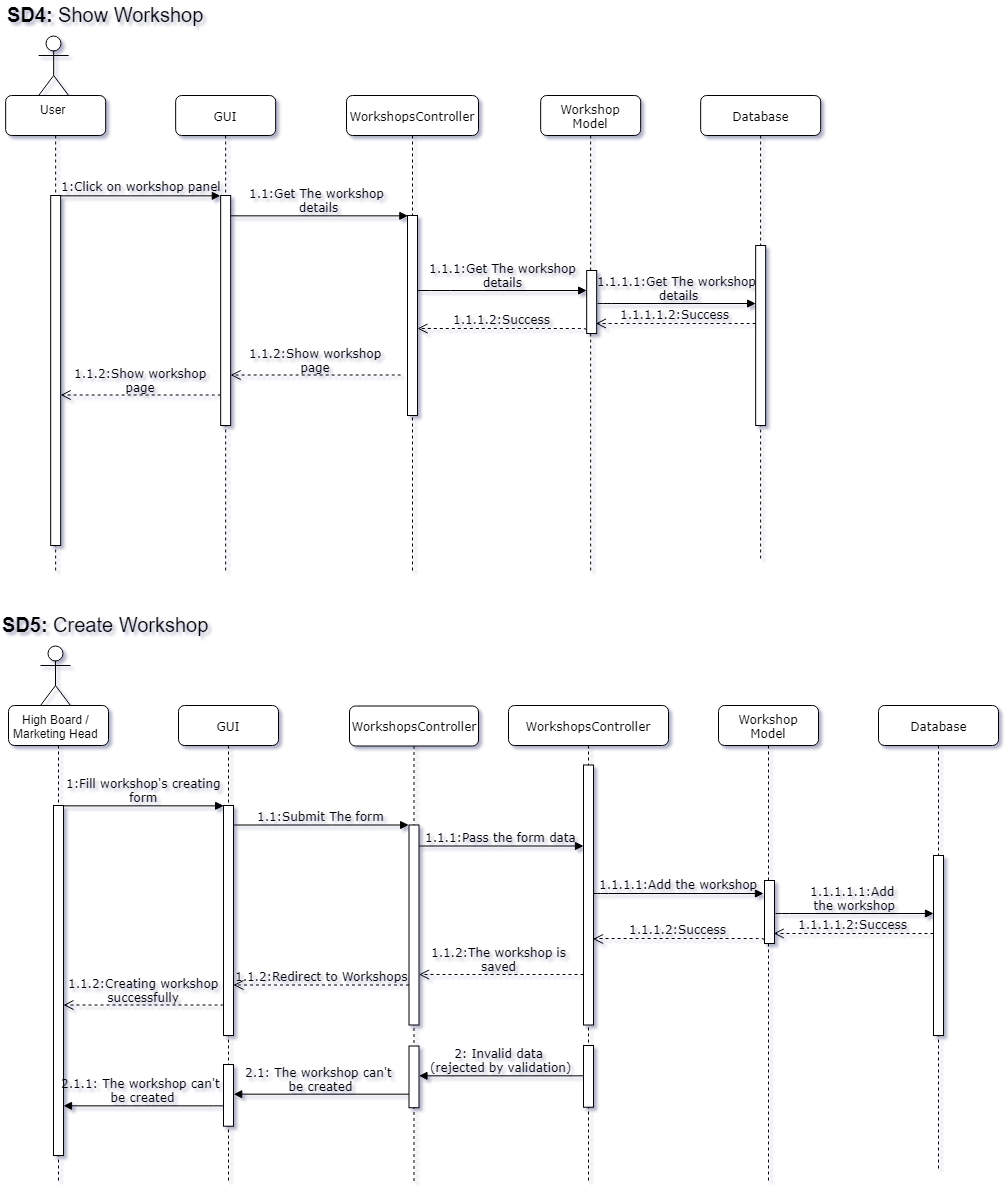 SD4: Show Workshop
User
GUI
WorkshopsController
Workshop
Model
Database
1:Click on workshop panel
1.1:Get The workshop
details
1.1.1:Get The workshop
details
1.1.1.1:Get The workshop
details
1.1.1.2:Success
1.1.1.1.2:Success
1.1.2:Show workshop
page
1.1.2:Show workshop
page
SD5: Create Workshop
High Board /
Marketing Head
GUI
WorkshopsController
WorkshopsController
Workshop
Model
Database
1:Fill workshop's creating
form
1.1:Submit The form
1.1.1:Pass the form data
1.1.1.1:Add the workshop
1.1.1.1.1:Add
the workshop
1.1.1.2:Success
1.1.1.1.2:Success
1.1.2:The workshop is
saved
1.1.2:Redirect to Workshops
1.1.2:Creating workshop
successfully
2: Invalid data
(rejected by validation)
2.1: The workshop can't
be created
2.1.1: The workshop can't
be created